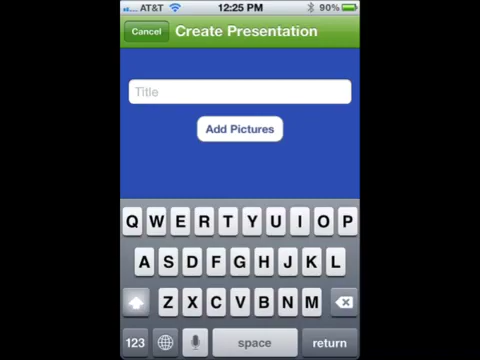 AT&T 12:25 PM 90%
Cancel Create Presentation
Title
Add Pictures
Q W E R T Y U I O P
A S D F G H J K L
Z X C V B N M
123 space return